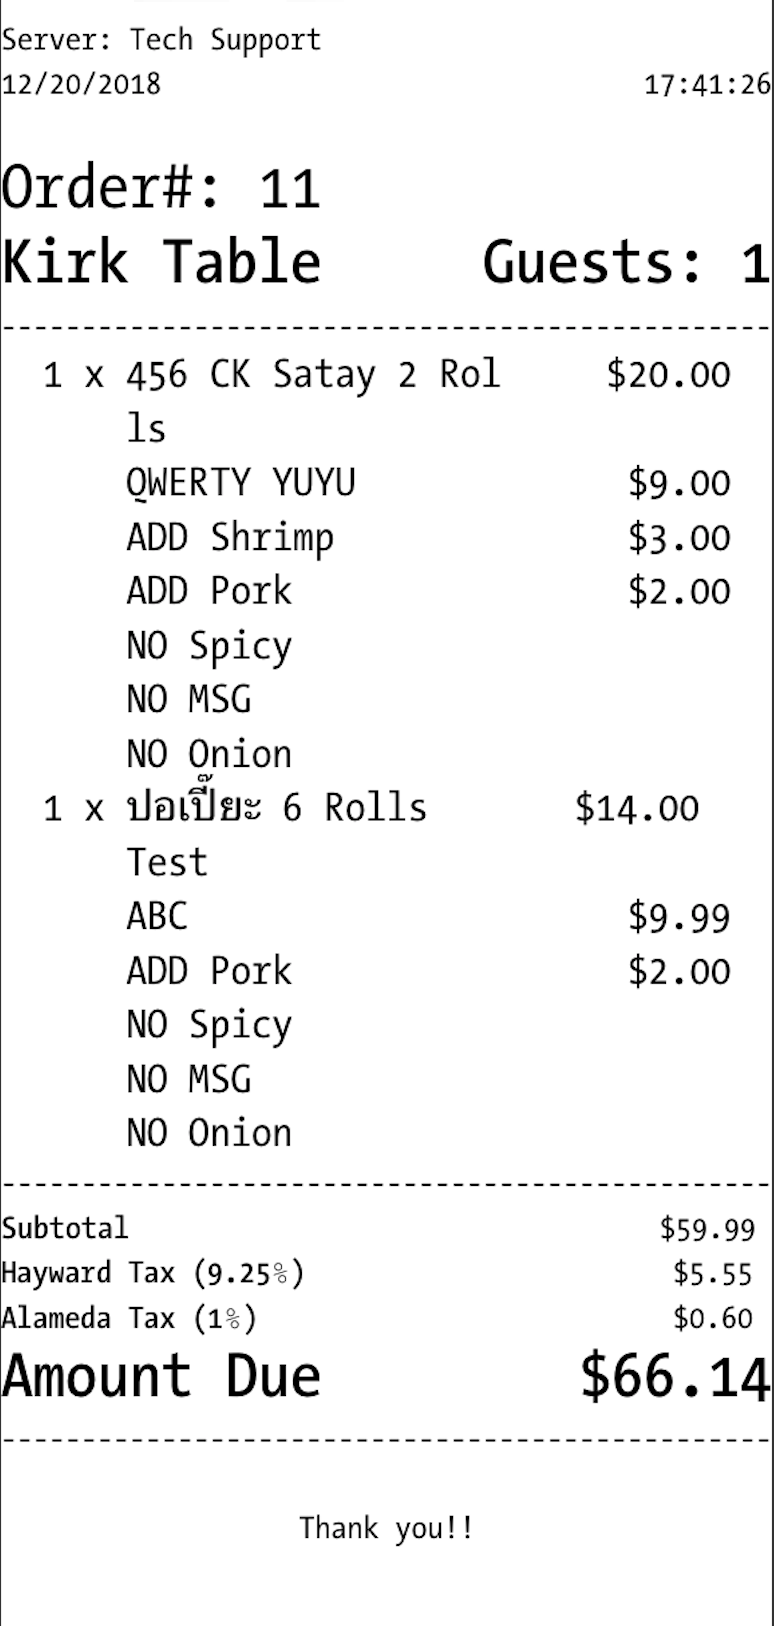 Server: Tech Support
12/20/2018 17:41:26
Order#: 11
Kirk Table Guests: 1
------------------------------------------------
1 x 456 CK Satay 2 Rol $20.00
ls
QWERTY YUYU $9.00
ADD Shrimp $3.00
ADD Pork $2.00
NO Spicy
NO MSG
NO Onion
1 x ปอเปี๊ยะ 6 Rolls $14.00
Test
ABC $9.99
ADD Pork $2.00
NO Spicy
NO MSG
NO Onion
------------------------------------------------
Subtotal $59.99
Hayward Tax (9.25%) $5.55
Alameda Tax (1%) $0.60
Amount Due $66.14
------------------------------------------------
Thank you!!